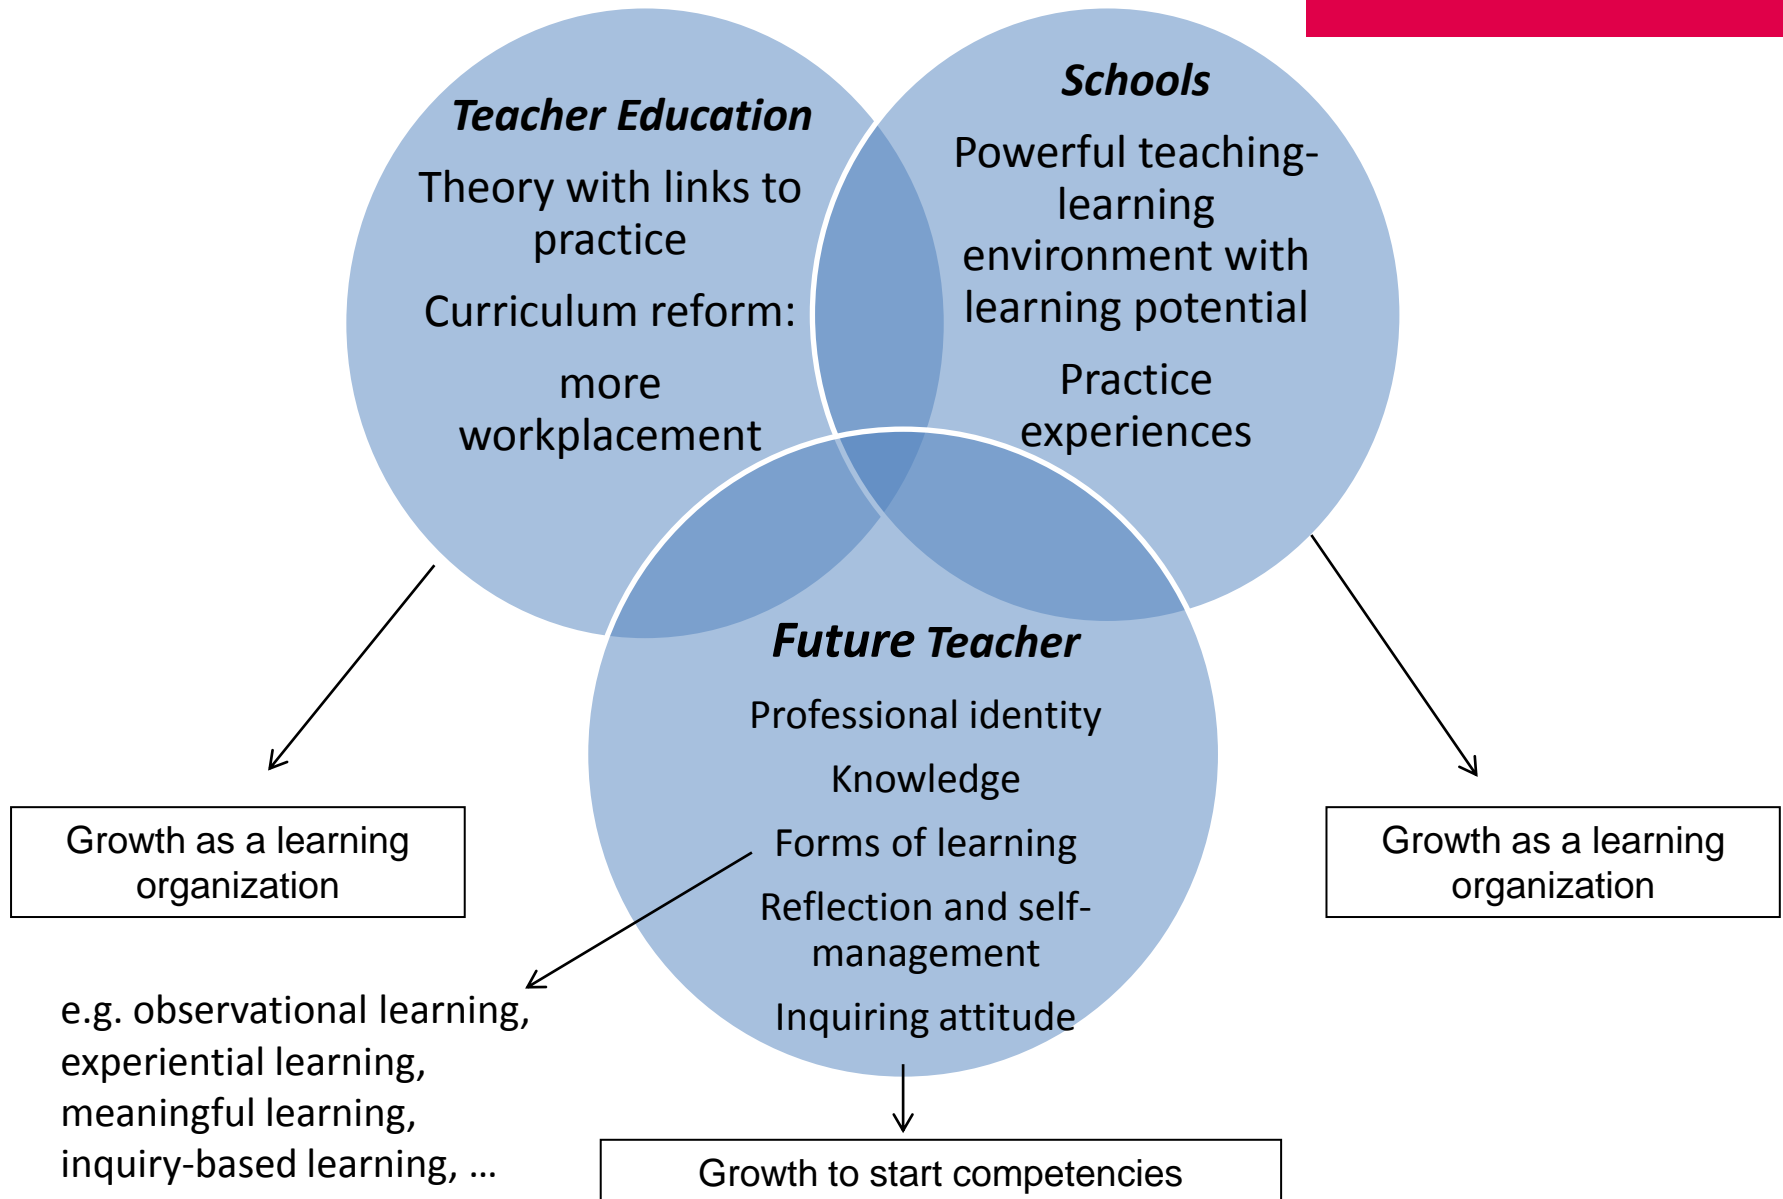 Teacher Education
Theory with links to
practice
Curriculum reform:
more
workplacement
Schools
Powerful teaching-
learning
environment with
learning potential
Practice
experiences
Future Teacher
Professional identity
Knowledge
Forms of learning
Reflection and self-
management
Inquiring attitude
Growth as a learning
organization
Growth as a learning
organization
e.g. observational learning,
experiential learning,
meaningful learning,
inquiry-based learning, ...
Growth to start competencies